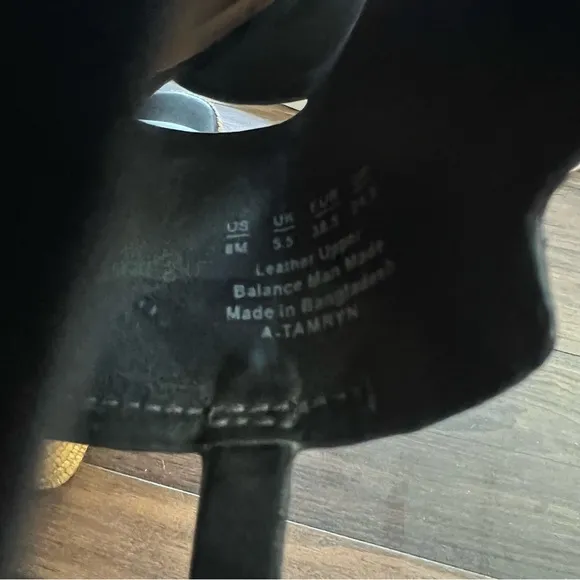 US UK EUR
8M 5.5 38.5
Leather Upper
Balance Man Made
Made in Bangladesh
A-TAMRYN